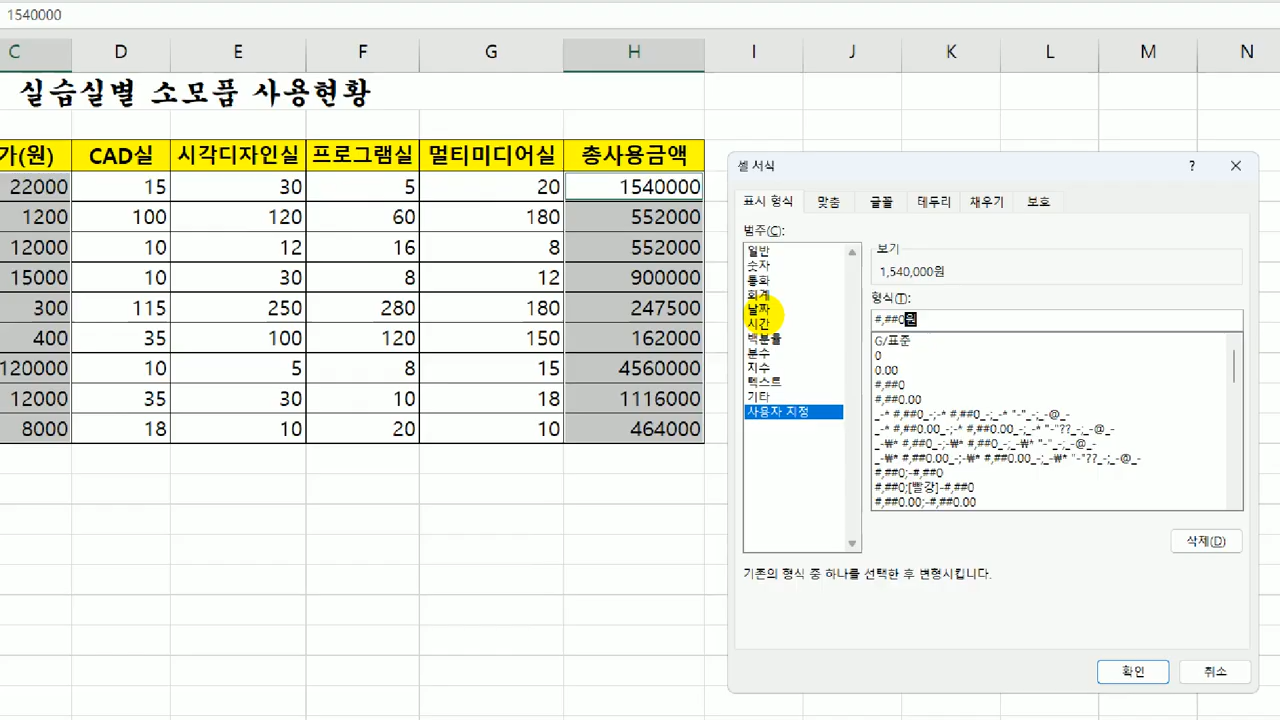 1540000
C D E F G H I J K L M N
실습실별 소모품 사용현황
가(원) CAD실 시각디자인실 프로그램실 멀티미디어실 총사용금액
22000 15 30 5 20 1540000
1200 100 120 60 180 552000
12000 10 12 16 8 552000
15000 10 30 8 12 900000
300 115 250 280 180 247500
400 35 100 120 150 162000
120000 10 5 8 15 4560000
12000 35 30 10 18 1116000
8000 18 10 20 10 464000
셀 서식 ?
표시 형식 맞춤 글꼴 테두리 채우기 보호
범주(C):
일반
숫자
통화
회계
날짜
시간
백분율
분수
지수
텍스트
기타
사용자 지정
보기
1,540,000원
형식(T):
#,##0원
G/표준
0
0.00
#,##0
#,##0.00
_-* #,##0_-;-* #,##0_-;_-* "-"_-;_-@_-
_-* #,##0.00_-;-* #,##0.00_-;_-* "-"??_-;_-@_-
_-₩* #,##0_-;-₩* #,##0_-;_-₩* "-"_-;_-@_-
_-₩* #,##0.00_-;-₩* #,##0.00_-;_-₩* "-"??_-;_-@_-
#,##0;-#,##0
#,##0;[빨강]-#,##0
#,##0.00;-#,##0.00
삭제(D)
기존의 형식 중 하나를 선택한 후 변형시킵니다.
확인 취소